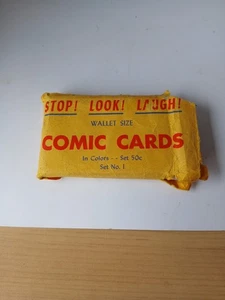 STOP! LOOK! LAUGH!
WALLET SIZE
COMIC CARDS
In Colors - - Set 50c
Set No. 1